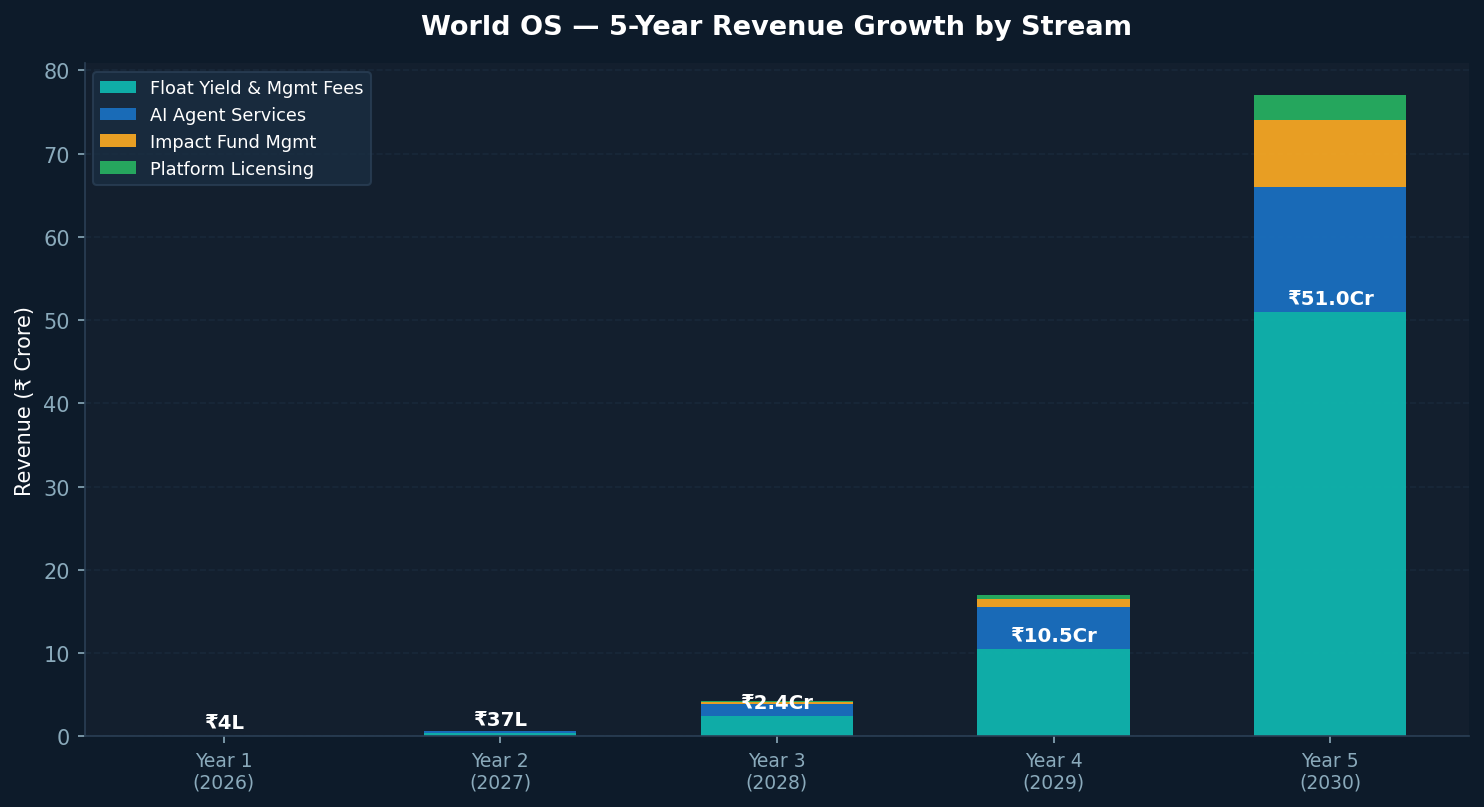 World OS — 5-Year Revenue Growth by Stream
Float Yield & Mgmt Fees
AI Agent Services
Impact Fund Mgmt
Platform Licensing
Revenue (₹ Crore)
80
70
60
50
40
30
20
10
0
₹4L
₹37L
₹2.4Cr
₹10.5Cr
₹51.0Cr
Year 1
(2026)
Year 2
(2027)
Year 3
(2028)
Year 4
(2029)
Year 5
(2030)